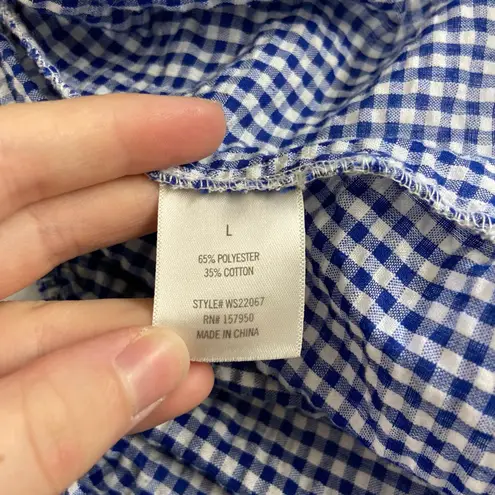 L
65% POLYESTER
35% COTTON
STYLE# WS22067
RN# 157950
MADE IN CHINA